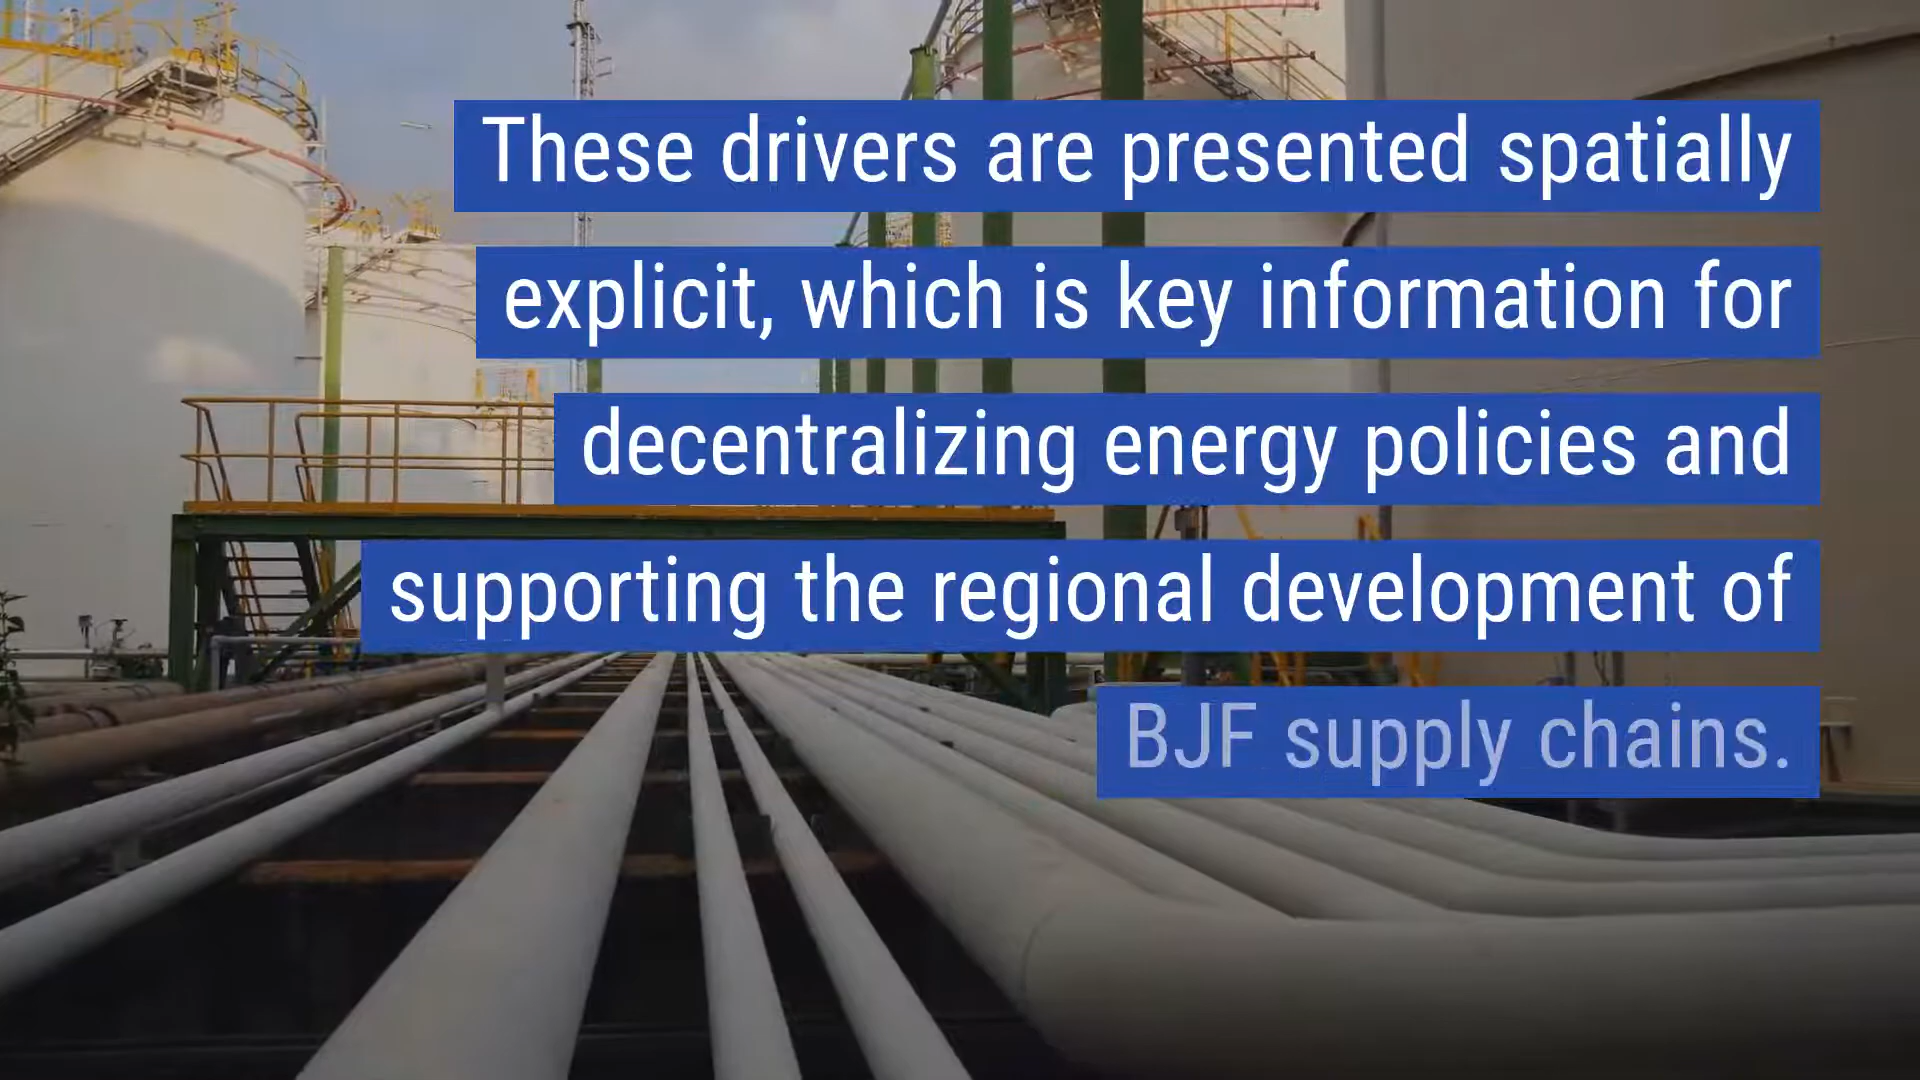 These drivers are presented spatially
explicit, which is key information for
decentralizing energy policies and
supporting the regional development of
BJF supply chains.